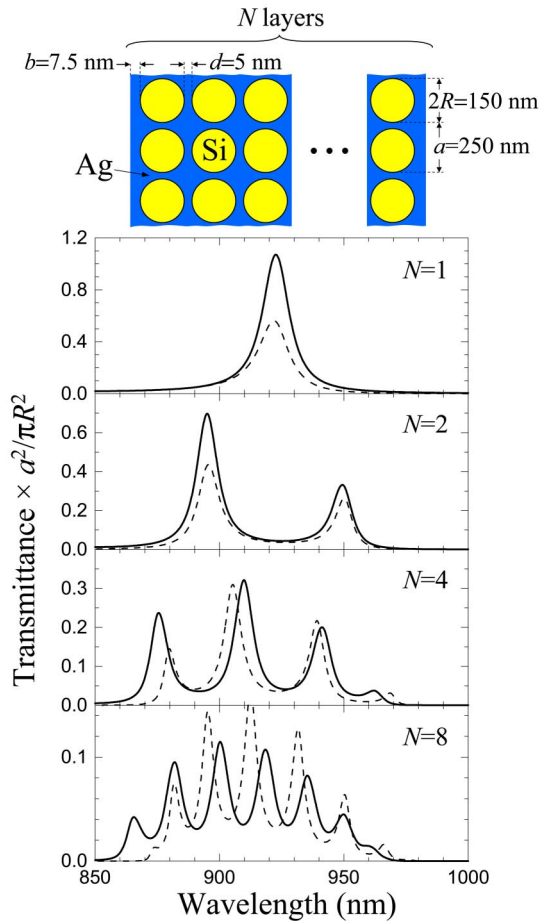 N layers
b=7.5 nm
d=5 nm
2R=150 nm
Si
a=250 nm
Ag
...
Transmittance × a²/πR²
1.2
N=1
0.8
0.4
0.0
N=2
0.6
0.4
0.2
0.0
N=4
0.3
0.2
0.1
0.0
N=8
0.1
0.0
850 900 950 1000
Wavelength (nm)